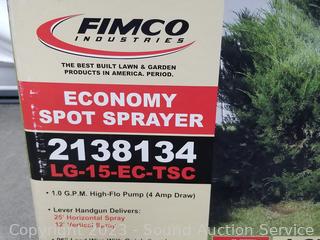 FIMCO
INDUSTRIES
THE BEST BUILT LAWN & GARDEN
PRODUCTS IN AMERICA. PERIOD.
ECONOMY
SPOT SPRAYER
2138134
LG-15-EC-TSC
• 1.0 G.P.M. High-Flo Pump (4 Amp Draw)
• Lever Handgun Delivers:
25' Horizontal Spray
12' Vertical Spray
Copyright 2023 - Sound Auction Service